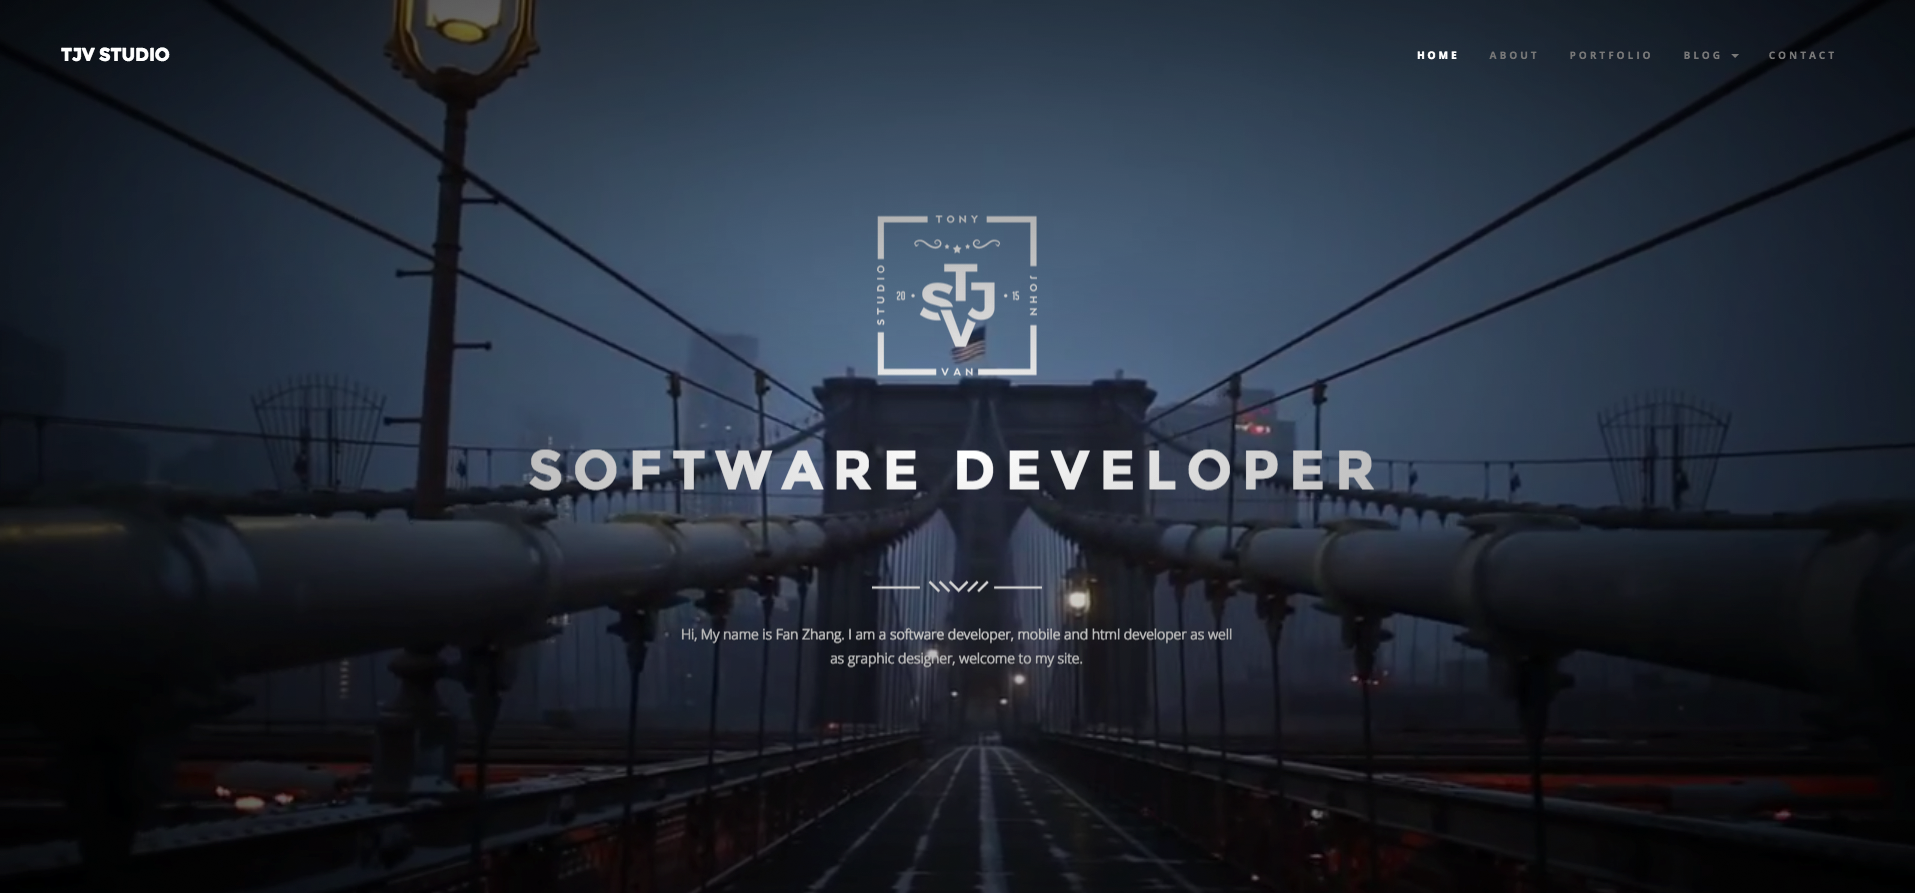 TJV STUDIO
HOME ABOUT PORTFOLIO BLOG CONTACT
TONY
STUDIO
20 • STJV • 15
JOHN
VAN
SOFTWARE DEVELOPER
Hi, My name is Fan Zhang. I am a software developer, mobile and html developer as well
as graphic designer, welcome to my site.